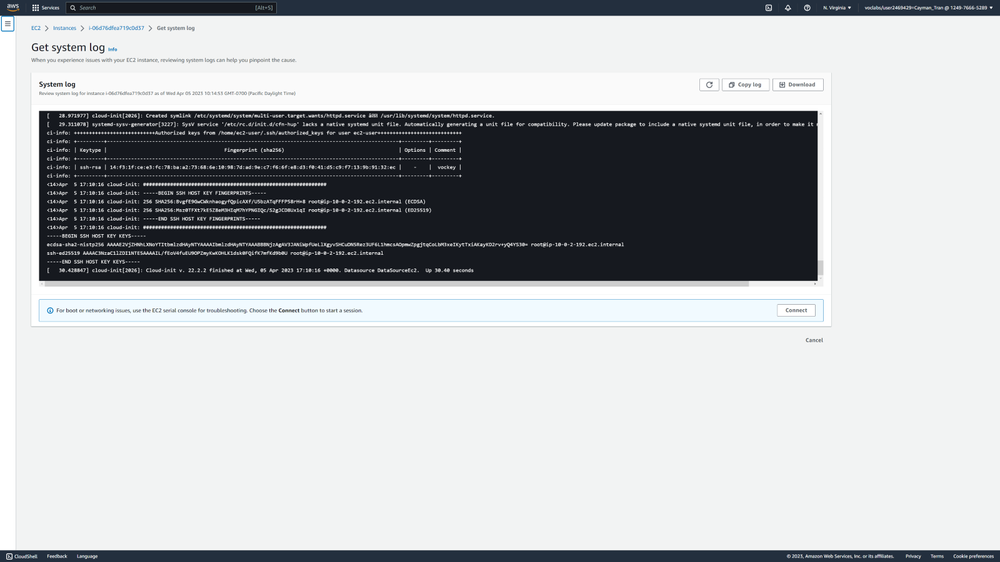 aws
Services
Search
[Alt+S]
N. Virginia
voclabs/user2469429=Cayman_Tran @ 1249-7666-5289
EC2 > Instances > i-06d76dfea719c0d37 > Get system log
Get system log Info
When you experience issues with your EC2 instance, reviewing system logs can help you pinpoint the cause.
System log
Review system log for instance i-06d76dfea719c0d37 as of Wed Apr 05 2023 10:14:53 GMT-0700 (Pacific Daylight Time)
Copy log
Download
[   28.971977] cloud-init[2026]: Created symlink /etc/systemd/system/multi-user.target.wants/httpd.service â /usr/lib/systemd/system/httpd.service.
[   29.311078] systemd-sysv-generator[3227]: SysV service '/etc/rc.d/init.d/cfn-hup' lacks a native systemd unit file. Automatically generating a unit file for compatibility. Please update package to include a native systemd unit file, in order to make it
ci-info: +++++++++++++++++++++++++++Authorized keys from /home/ec2-user/.ssh/authorized_keys for user ec2-user++++++++++++++++++++++++++++
ci-info: +---------+-------------------------------------------------------------------------------------------------+---------+---------+
ci-info: | Keytype |                                       Fingerprint (sha256)                                      | Options | Comment |
ci-info: +---------+-------------------------------------------------------------------------------------------------+---------+---------+
ci-info: | ssh-rsa | 14:f3:1f:ce:e3:fc:78:ba:a2:73:68:6e:10:98:7d:ad:9e:c7:f6:6f:e8:d3:f0:41:d5:c9:f7:13:9b:91:32:ec |    -    |  vockey |
ci-info: +---------+-------------------------------------------------------------------------------------------------+---------+---------+
<14>Apr  5 17:10:16 cloud-init: #############################################################
<14>Apr  5 17:10:16 cloud-init: -----BEGIN SSH HOST KEY FINGERPRINTS-----
<14>Apr  5 17:10:16 cloud-init: 256 SHA256:BvgfE9GwCWknhaogyfQpicAXf/U5bzATqFFFP58rH+8 root@ip-10-0-2-192.ec2.internal (ECDSA)
<14>Apr  5 17:10:16 cloud-init: 256 SHA256:Msz0TFXt7kE5Z8eM3HIqM7hYPNGIQc/S2gJCD8Ux1qI root@ip-10-0-2-192.ec2.internal (ED25519)
<14>Apr  5 17:10:16 cloud-init: -----END SSH HOST KEY FINGERPRINTS-----
<14>Apr  5 17:10:16 cloud-init: #############################################################
-----BEGIN SSH HOST KEY KEYS-----
ecdsa-sha2-nistp256 AAAAE2VjZHNhLXNoYTItbmlzdHAyNTYAAAAIbmlzdHAyNTYAAABBBNjzAgAV3JANiWpfUeLlXgyvSHCuDN5Rez3UF6L1hmcsAOpmwZpgjtqCoLbM3xeIKytTxiAKayKD2rv+yQ4YS30= root@ip-10-0-2-192.ec2.internal
ssh-ed25519 AAAAC3NzaC1lZDI1NTE5AAAAIL/fEoV4fuEU9OPZmyKwKOHLK1dsk0FQifK7mfKd9b0U root@ip-10-0-2-192.ec2.internal
-----END SSH HOST KEY KEYS-----
[   30.428847] cloud-init[2026]: Cloud-init v. 22.2.2 finished at Wed, 05 Apr 2023 17:10:16 +0000. Datasource DataSourceEc2.  Up 30.40 seconds
For boot or networking issues, use the EC2 serial console for troubleshooting. Choose the Connect button to start a session.
Connect
Cancel
CloudShell
Feedback
Language
© 2023, Amazon Web Services, Inc. or its affiliates.
Privacy
Terms
Cookie preferences